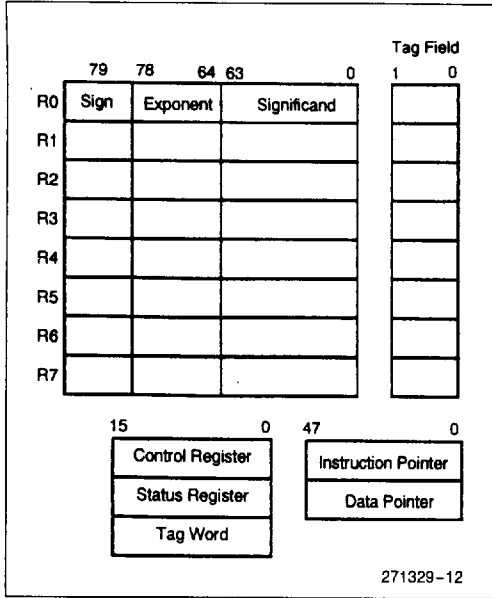 Tag Field
79 78 64 63 0 1 0
R0 Sign Exponent Significand
R1
R2
R3
R4
R5
R6
R7
15 0 47 0
Control Register Instruction Pointer
Status Register Data Pointer
Tag Word
271329-12